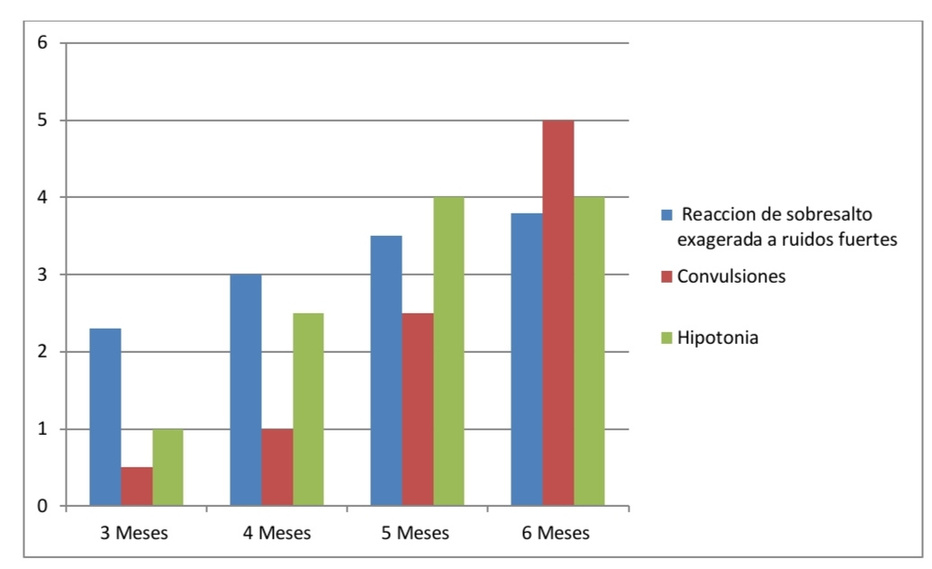 6
5
4
3
2
1
0
3 Meses
4 Meses
5 Meses
6 Meses
Reaccion de sobresalto
exagerada a ruidos fuertes
Convulsiones
Hipotonia